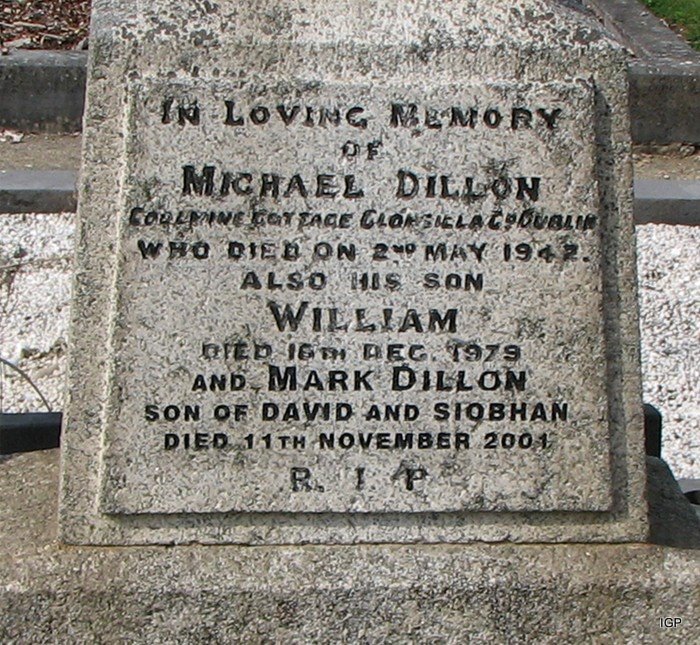 IN LOVING MEMORY
OF
MICHAEL DILLON
COOLMINE COTTAGE CLONSILLA CO DUBLIN
WHO DIED ON 2ND MAY 1942.
ALSO HIS SON
WILLIAM
DIED 16TH DEC. 1979
AND MARK DILLON
SON OF DAVID AND SIOBHAN
DIED 11TH NOVEMBER 2001
R. I P
IGP